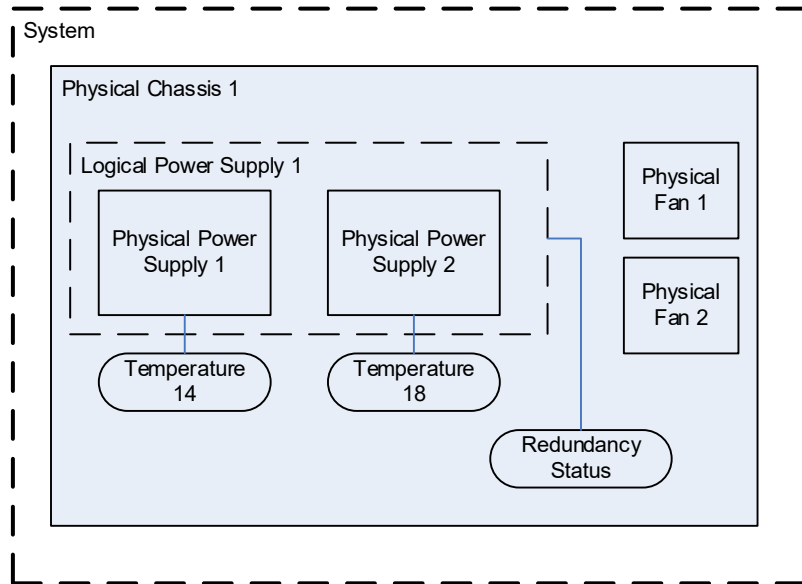 System
Physical Chassis 1
Logical Power Supply 1
Physical Power
Supply 1
Physical Power
Supply 2
Physical
Fan 1
Physical
Fan 2
Temperature
14
Temperature
18
Redundancy
Status